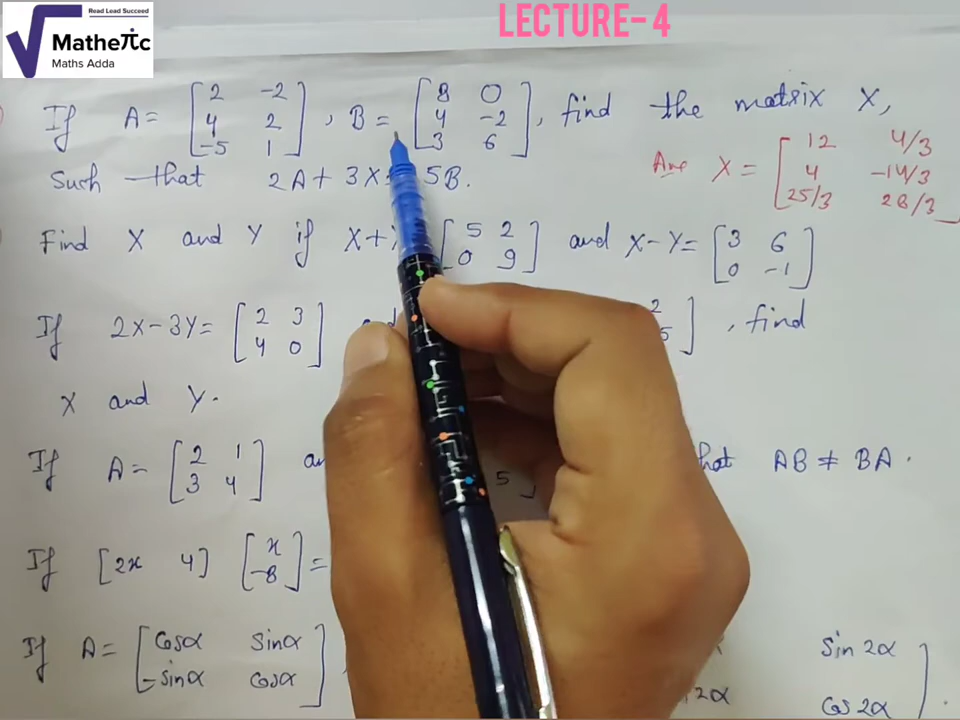 LECTURE-4
Read Lead Succeed
Matheπc
Maths Adda
If A = [2 -2 4 2 -5 1], B = [8 0 4 -2 3 6], find the matrix X,
Such that 2A + 3X = 5B.
Ans X = [12 4/3 4 -14/3 25/3 28/3]
Find X and Y if X+ [5 2 0 9] and X-Y= [3 6 0 -1]
If 2X-3Y= [2 3 4 0] 2 , find
X and Y.
If A= [2 1 3 4] 5 AB ≠ BA.
If [2x 4] [x -8] =
If A= [Cosα Sinα -Sinα Cosα] Sin 2α Cos 2α